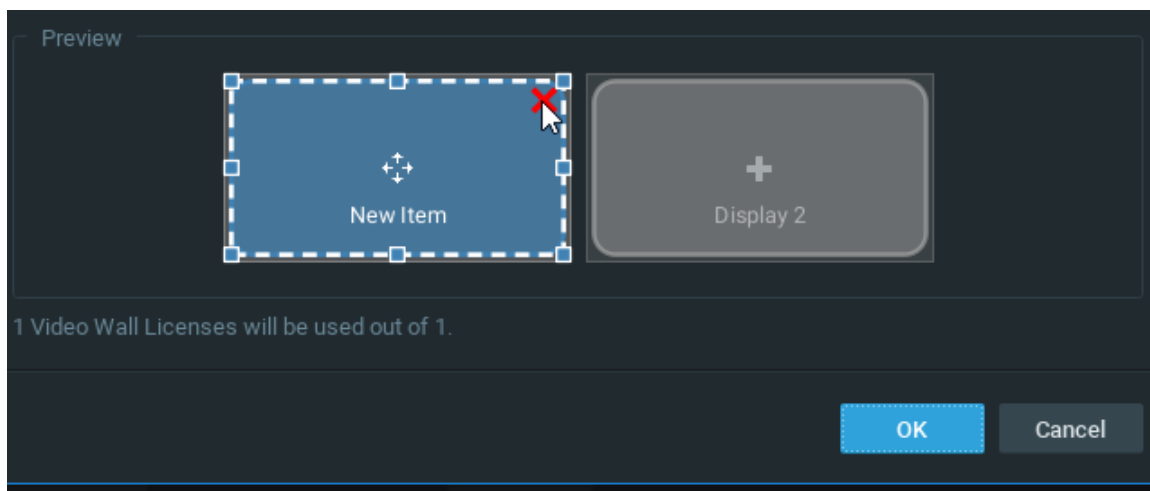 Preview
New Item
Display 2
1 Video Wall Licenses will be used out of 1.
OK
Cancel